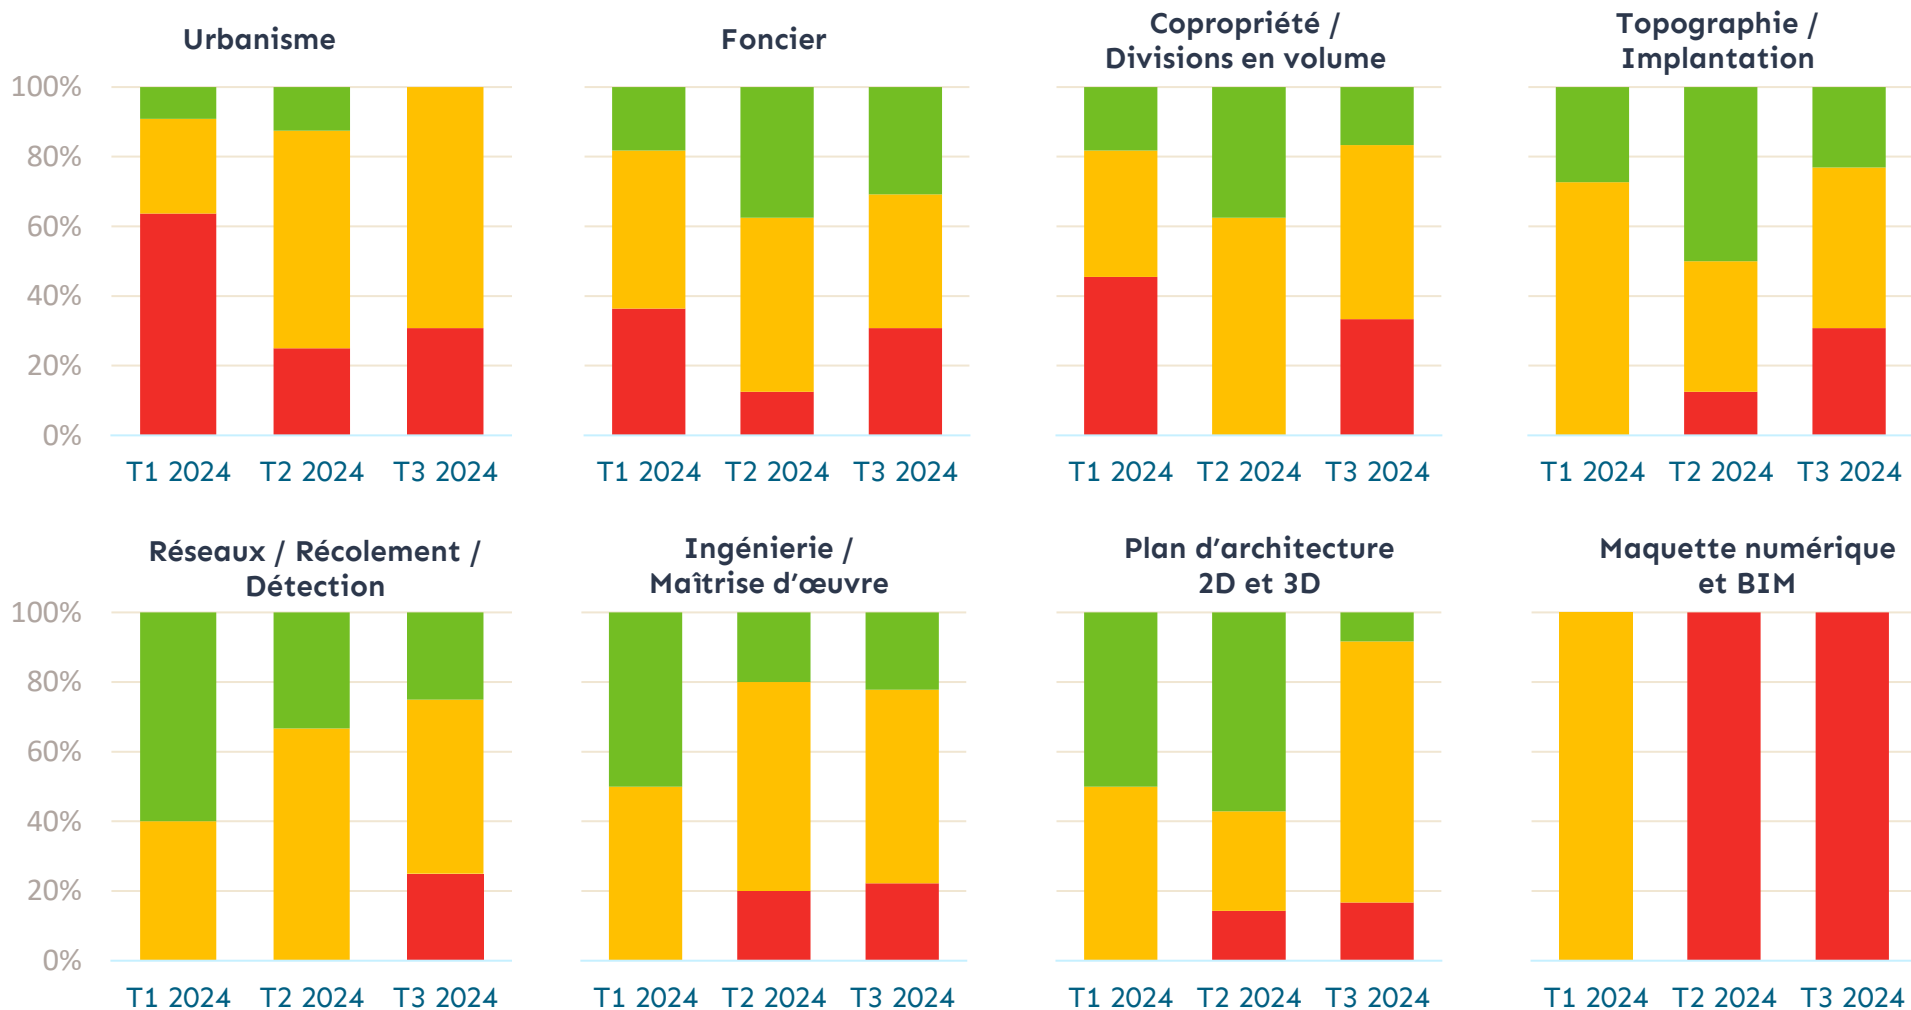 Urbanisme
Foncier
Copropriété /
Divisions en volume
Topographie /
Implantation
100%
80%
60%
40%
20%
0%
T1 2024 T2 2024 T3 2024
T1 2024 T2 2024 T3 2024
T1 2024 T2 2024 T3 2024
T1 2024 T2 2024 T3 2024
Réseaux / Récolement /
Détection
Ingénierie /
Maîtrise d’œuvre
Plan d’architecture
2D et 3D
Maquette numérique
et BIM
100%
80%
60%
40%
20%
0%
T1 2024 T2 2024 T3 2024
T1 2024 T2 2024 T3 2024
T1 2024 T2 2024 T3 2024
T1 2024 T2 2024 T3 2024